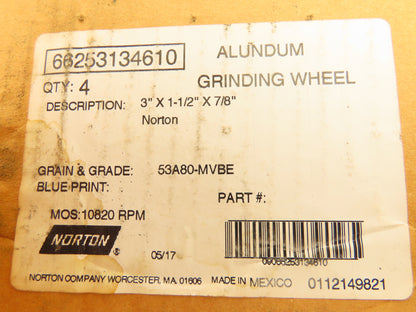 66253134610 ALUNDUM
QTY: 4 GRINDING WHEEL
DESCRIPTION: 3" X 1-1/2" X 7/8"
Norton
GRAIN & GRADE: 53A80-MVBE
BLUE PRINT:
PART #:
MOS:10820 RPM
NORTON ®
05/17
09066253134610
NORTON COMPANY WORCESTER, MA. 01606 MADE IN MEXICO 0112149821